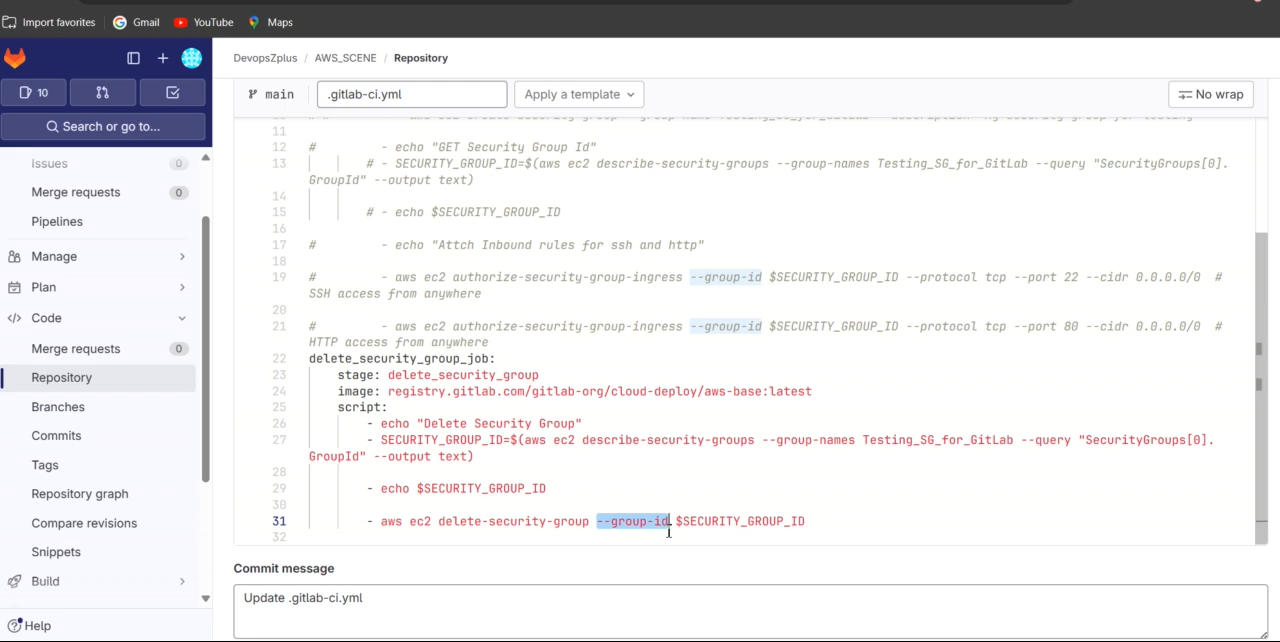 Import favorites Gmail YouTube Maps
DevopsZplus / AWS_SCENE / Repository
10
Search or go to...
Issues 0
Merge requests 0
Pipelines
Manage
Plan
Code
Merge requests 0
Repository
Branches
Commits
Tags
Repository graph
Compare revisions
Snippets
Build
Help
main .gitlab-ci.yml Apply a template No wrap
11
12 # - echo "GET Security Group Id"
13 # - SECURITY_GROUP_ID=$(aws ec2 describe-security-groups --group-names Testing_SG_for_GitLab --query "SecurityGroups[0].
GroupId" --output text)
14
15 # - echo $SECURITY_GROUP_ID
16
17 # - echo "Attch Inbound rules for ssh and http"
18
19 # - aws ec2 authorize-security-group-ingress --group-id $SECURITY_GROUP_ID --protocol tcp --port 22 --cidr 0.0.0.0/0 #
SSH access from anywhere
20
21 # - aws ec2 authorize-security-group-ingress --group-id $SECURITY_GROUP_ID --protocol tcp --port 80 --cidr 0.0.0.0/0 #
HTTP access from anywhere
22 delete_security_group_job:
23 stage: delete_security_group
24 image: registry.gitlab.com/gitlab-org/cloud-deploy/aws-base:latest
25 script:
26 - echo "Delete Security Group"
27 - SECURITY_GROUP_ID=$(aws ec2 describe-security-groups --group-names Testing_SG_for_GitLab --query "SecurityGroups[0].
GroupId" --output text)
28
29 - echo $SECURITY_GROUP_ID
30
31 - aws ec2 delete-security-group --group-id $SECURITY_GROUP_ID
32
Commit message
Update .gitlab-ci.yml